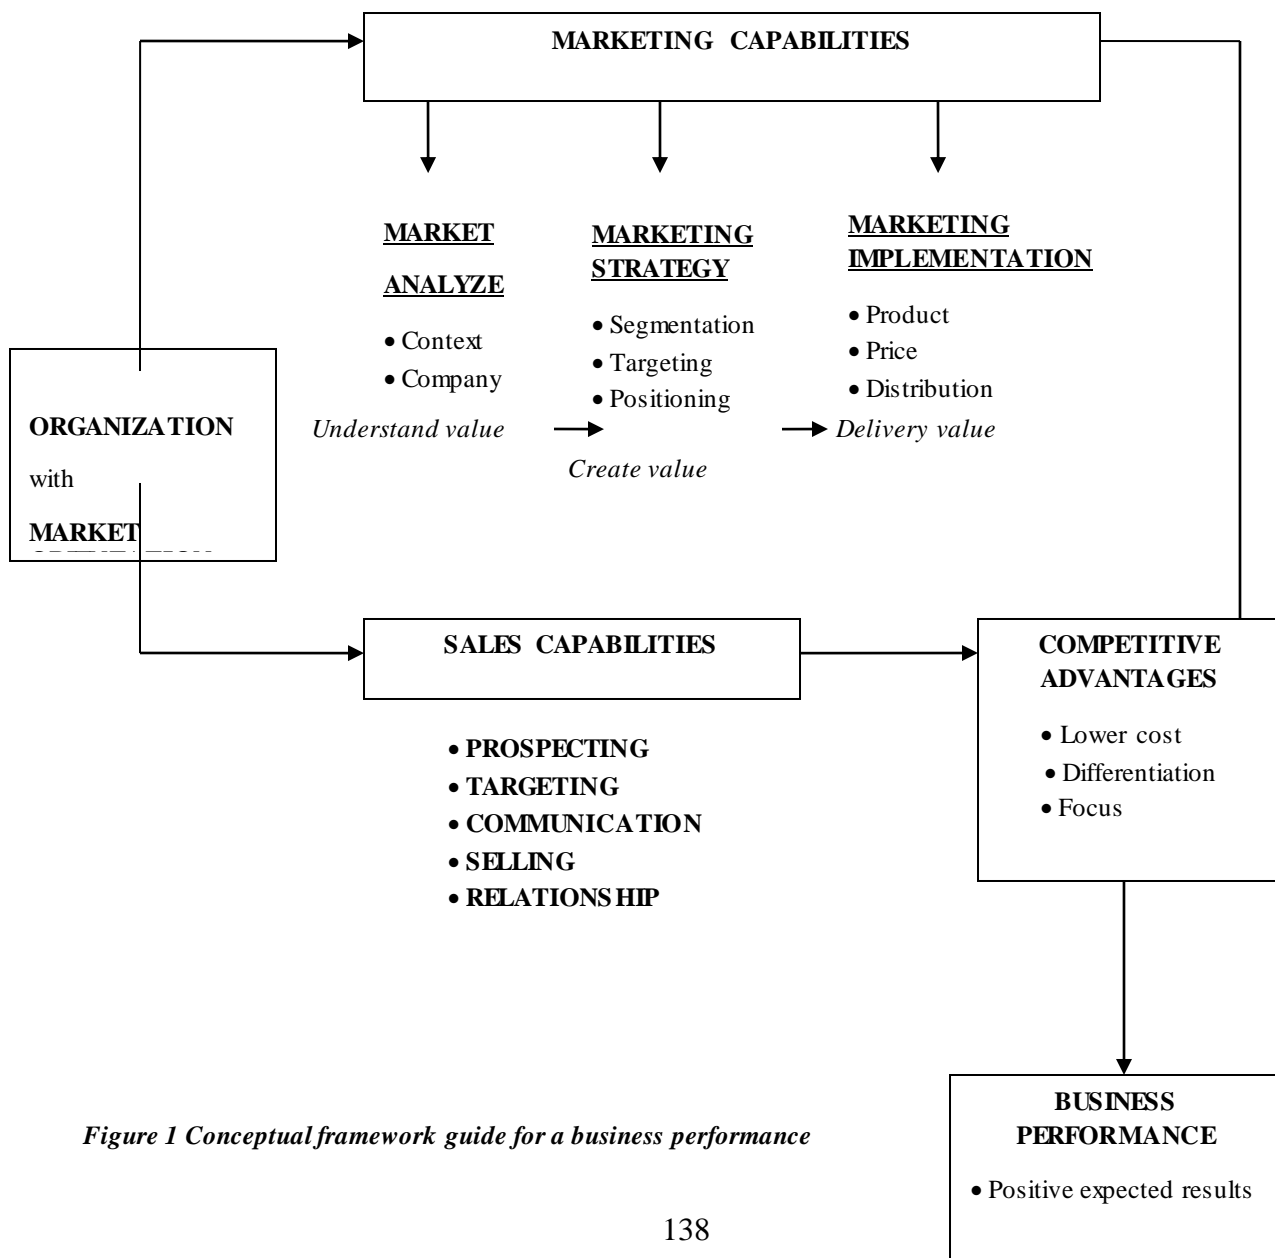 MARKETING CAPABILITIES
MARKET
ANALYZE
• Context
• Company
MARKETING
STRATEGY
• Segmentation
• Targeting
• Positioning
MARKETING
IMPLEMENTATION
• Product
• Price
• Distribution
Understand value
Create value
Delivery value
ORGANIZATION
with
MARKET
SALES CAPABILITIES
• PROSPECTING
• TARGETING
• COMMUNICATION
• SELLING
• RELATIONSHIP
COMPETITIVE
ADVANTAGES
• Lower cost
• Differentiation
• Focus
BUSINESS
PERFORMANCE
• Positive expected results
Figure 1 Conceptual framework guide for a business performance
138